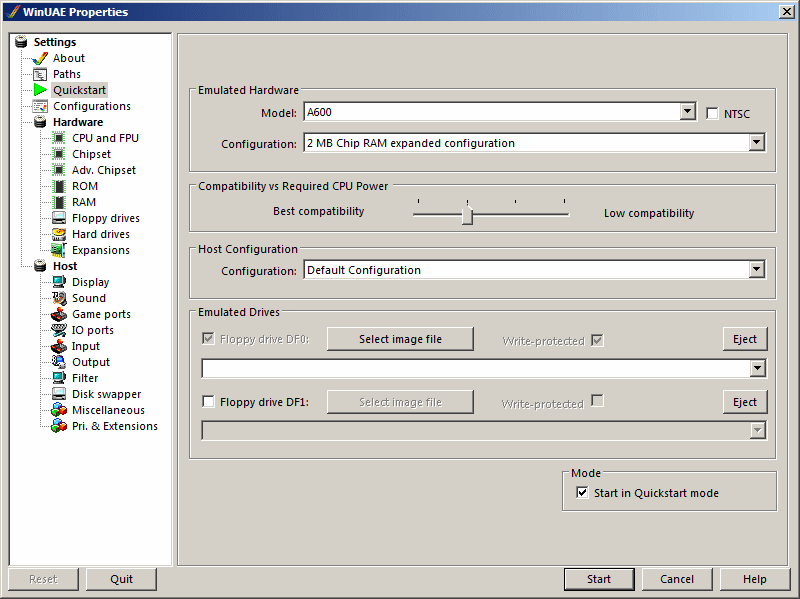 WinUAE Properties
Settings
About
Paths
Quickstart
Configurations
Hardware
CPU and FPU
Chipset
Adv. Chipset
ROM
RAM
Floppy drives
Hard drives
Expansions
Host
Display
Sound
Game ports
IO ports
Input
Output
Filter
Disk swapper
Miscellaneous
Pri. & Extensions
Emulated Hardware
Model: A600 NTSC
Configuration: 2 MB Chip RAM expanded configuration
Compatibility vs Required CPU Power
Best compatibility Low compatibility
Host Configuration
Configuration: Default Configuration
Emulated Drives
Floppy drive DF0: Select image file Write-protected Eject
Floppy drive DF1: Select image file Write-protected Eject
Mode
Start in Quickstart mode
Reset Quit Start Cancel Help